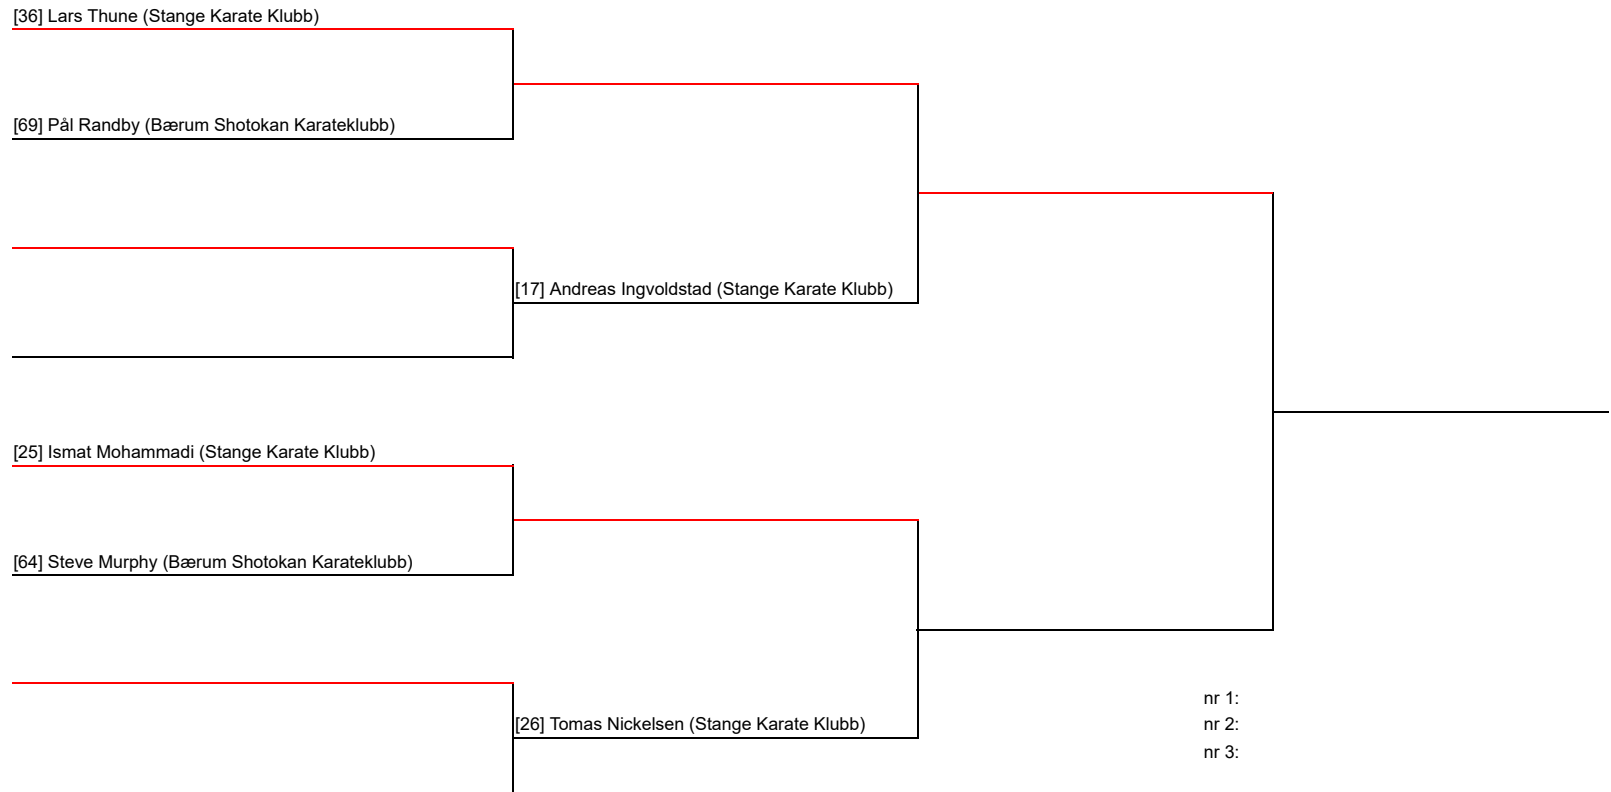 [36] Lars Thune (Stange Karate Klubb)
[69] Pål Randby (Bærum Shotokan Karateklubb)
[17] Andreas Ingvoldstad (Stange Karate Klubb)
[25] Ismat Mohammadi (Stange Karate Klubb)
[64] Steve Murphy (Bærum Shotokan Karateklubb)
[26] Tomas Nickelsen (Stange Karate Klubb)
nr 1:
nr 2:
nr 3: